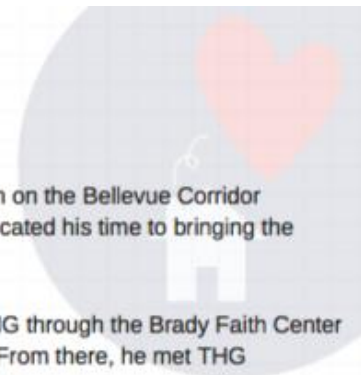 on the Bellevue Corridor
cated his time to bringing the
G through the Brady Faith Center
From there, he met THG